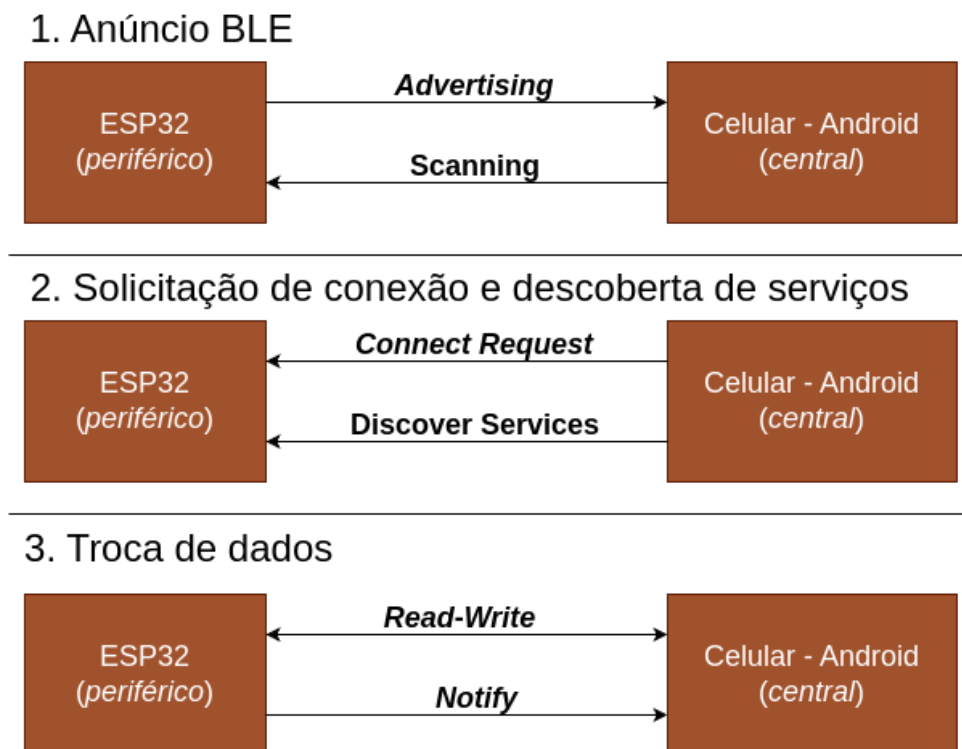 1. Anúncio BLE
ESP32
(periférico)
Advertising
Scanning
Celular - Android
(central)
2. Solicitação de conexão e descoberta de serviços
ESP32
(periférico)
Connect Request
Discover Services
Celular - Android
(central)
3. Troca de dados
ESP32
(periférico)
Read-Write
Notify
Celular - Android
(central)